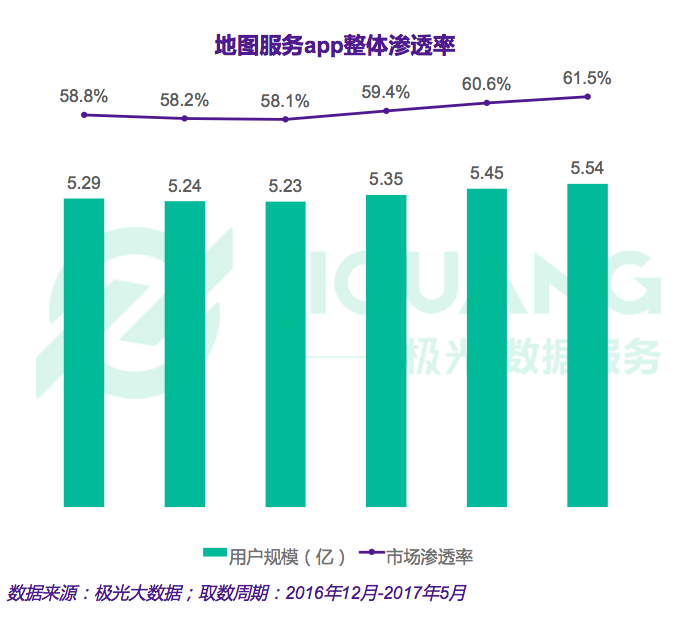 地图服务app整体渗透率
58.8% 58.2% 58.1% 59.4% 60.6% 61.5%
5.29 5.24 5.23 5.35 5.45 5.54
JIGUANG
极光 数据服务
用户规模（亿） 市场渗透率
数据来源：极光大数据；取数周期：2016年12月-2017年5月